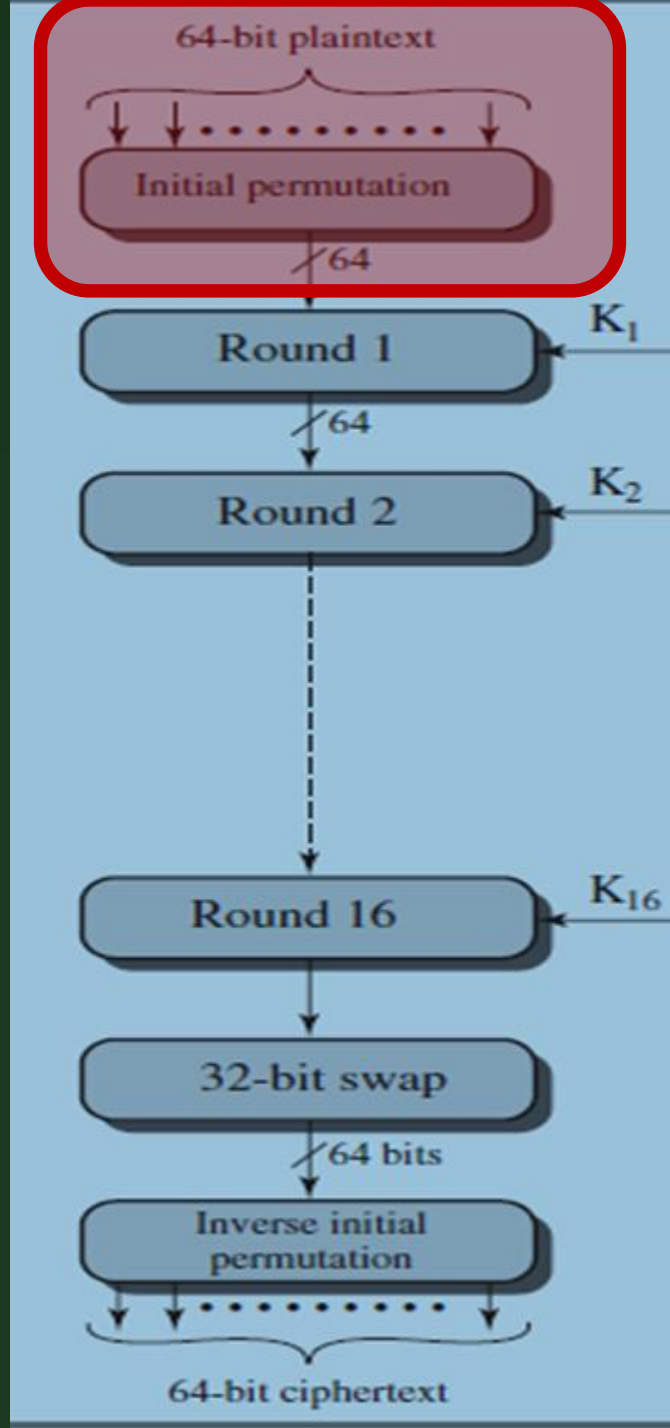 64-bit plaintext
Initial permutation
64
K₁
Round 1
64
K₂
Round 2
K₁₆
Round 16
32-bit swap
64 bits
Inverse initial
permutation
64-bit ciphertext